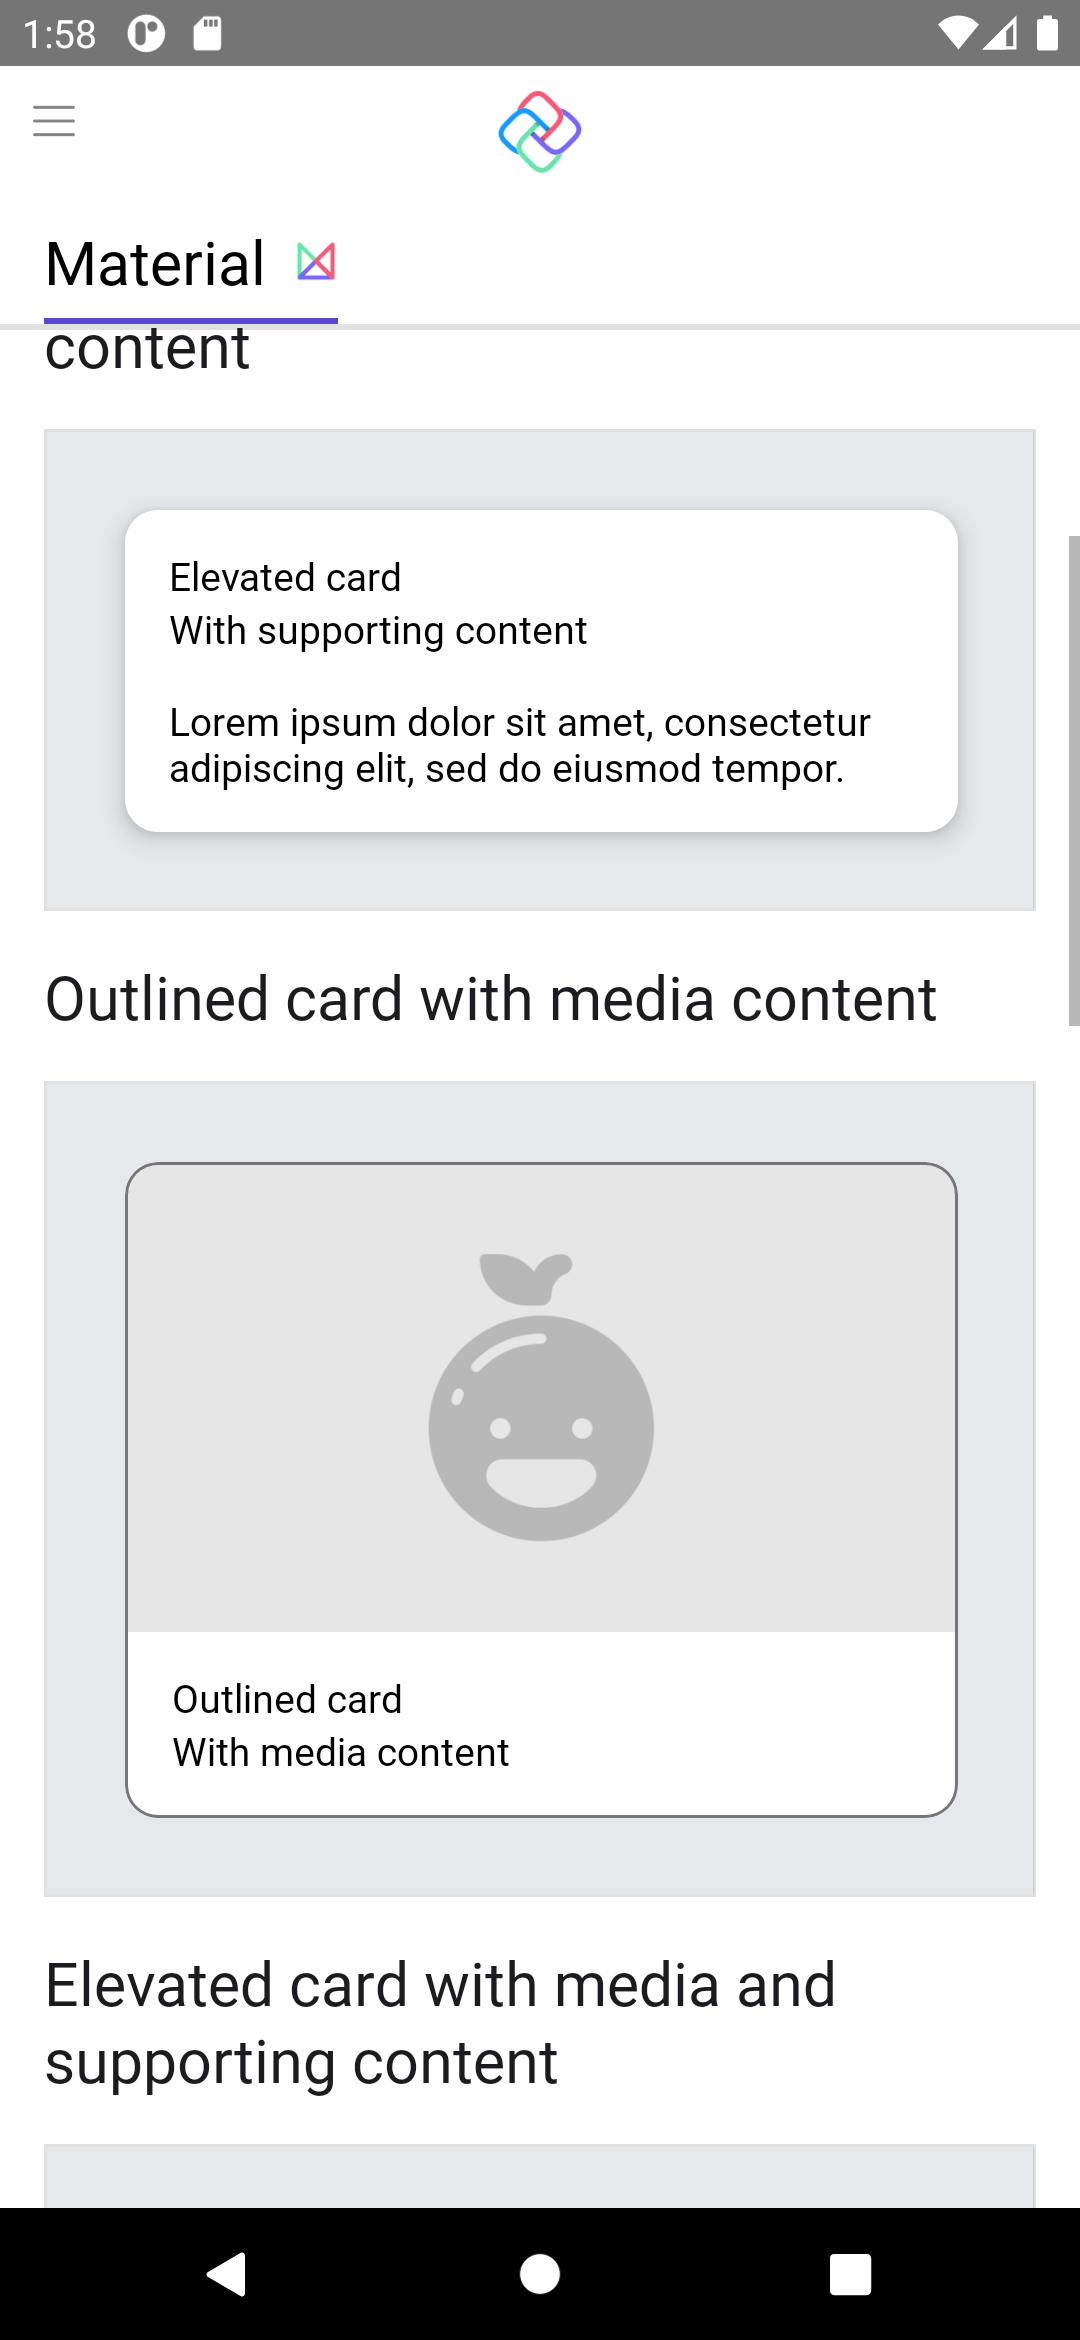 1:58
Material
content
Elevated card
With supporting content
Lorem ipsum dolor sit amet, consectetur
adipiscing elit, sed do eiusmod tempor.
Outlined card with media content
Outlined card
With media content
Elevated card with media and
supporting content